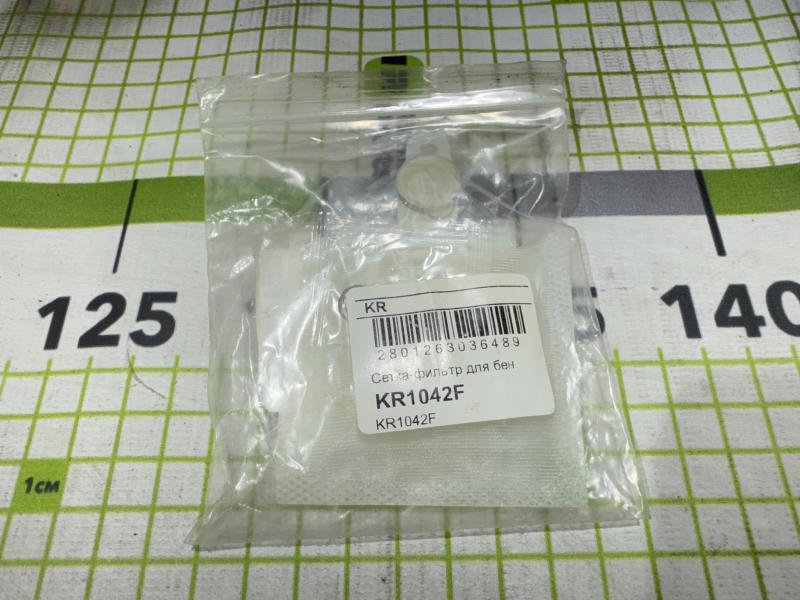 125
140
KR
2801263036489
Сетка-фильтр для бен
KR1042F
KR1042F
1см